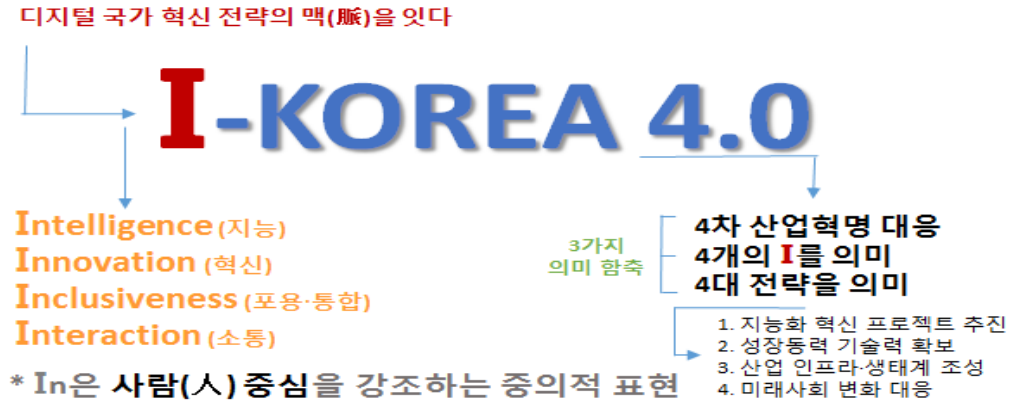 디지털 국가 혁신 전략의 맥(脈)을 잇다
I-KOREA 4.0
Intelligence (지능)
Innovation (혁신)
Inclusiveness (포용·통합)
Interaction (소통)
3가지
의미 함축
4차 산업혁명 대응
4개의 I를 의미
4대 전략을 의미
1. 지능화 혁신 프로젝트 추진
2. 성장동력 기술력 확보
3. 산업 인프라·생태계 조성
4. 미래사회 변화 대응
* In은 사람(人) 중심을 강조하는 중의적 표현